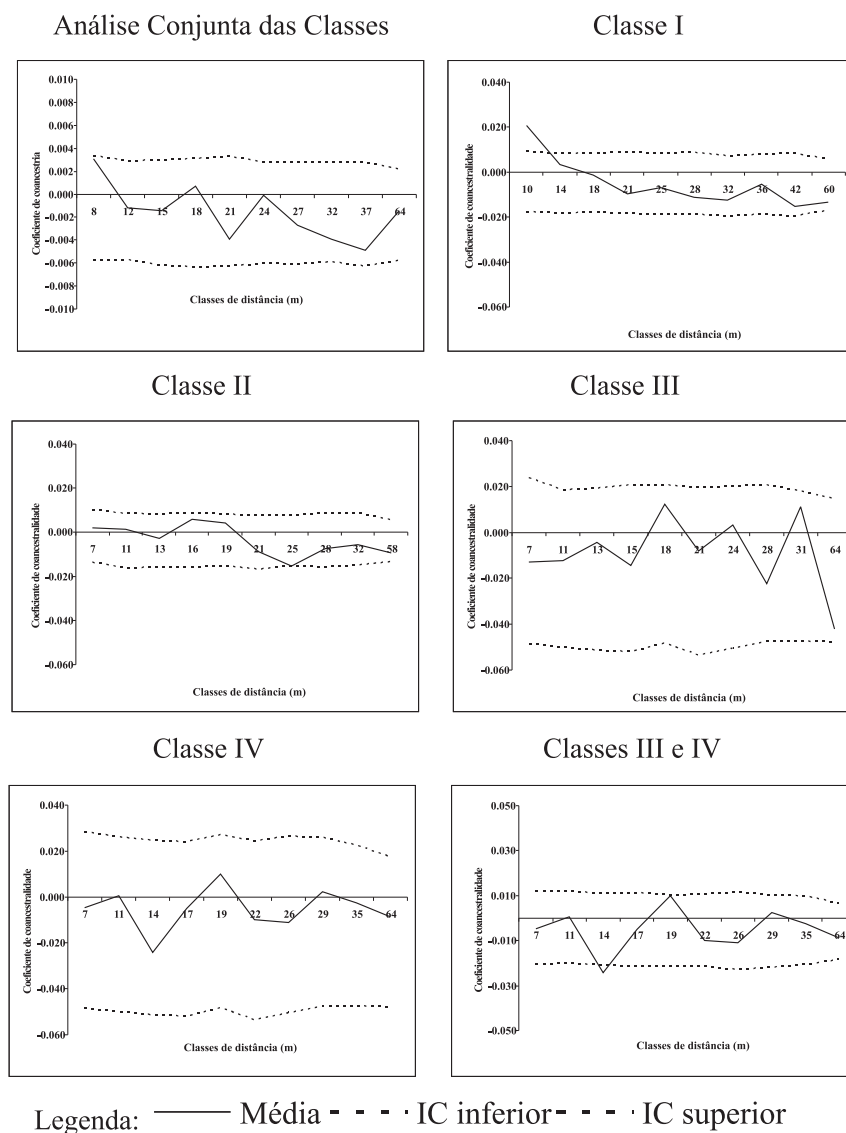 Análise Conjunta das Classes
0.010
0.008
0.006
0.004
0.002
0.000
-0.002
-0.004
-0.006
-0.008
-0.010
Coeficiente de coancestria
8 12 15 18 21 24 27 32 37 64
Classes de distância (m)
Classe I
0.040
0.020
0.000
-0.020
-0.040
-0.060
Coeficiente de coancestralidade
10 14 18 21 25 28 32 36 42 60
Classes de distância (m)
Classe II
0.040
0.020
0.000
-0.020
-0.040
-0.060
Coeficiente de coancestralidade
7 11 13 16 19 21 25 28 32 58
Classes de distância (m)
Classe III
0.040
0.020
0.000
-0.020
-0.040
-0.060
Coeficiente de coancestralidade
7 11 13 15 18 21 24 28 31 64
Classes de distância (m)
Classe IV
0.040
0.020
0.000
-0.020
-0.040
-0.060
Coeficiente de coancestralidade
7 11 14 17 19 22 26 29 35 64
Classes de distância (m)
Classes III e IV
0.050
0.030
0.010
-0.010
-0.030
-0.050
Coeficiente de coancestralidade
7 11 14 17 19 22 26 29 35 64
Classes de distância (m)
Legenda: Média IC inferior IC superior